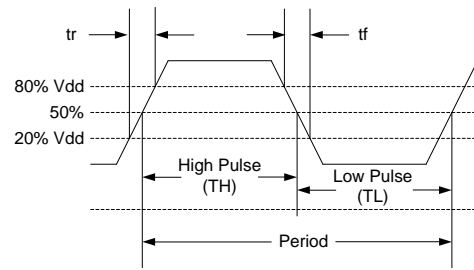 tr
tf
80% Vdd
50%
20% Vdd
High Pulse
(TH)
Low Pulse
(TL)
Period